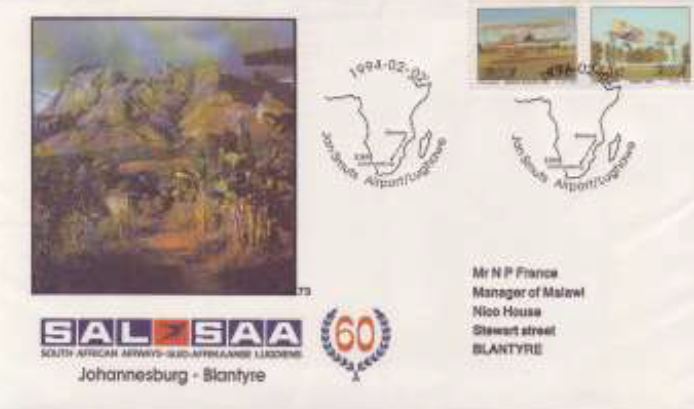 1994-02-02
Jan Smuts Airport/Lughawe
Jan Smuts Airport/Lughawe
73
Mr N P France
Manager of Malawi
Nico House
Stewart street
BLANTYRE
SAL SAA
60
SOUTH AFRICAN AIRWAYS-SUID-AFRIKAANSE LUGDIENS
Johannesburg - Blantyre